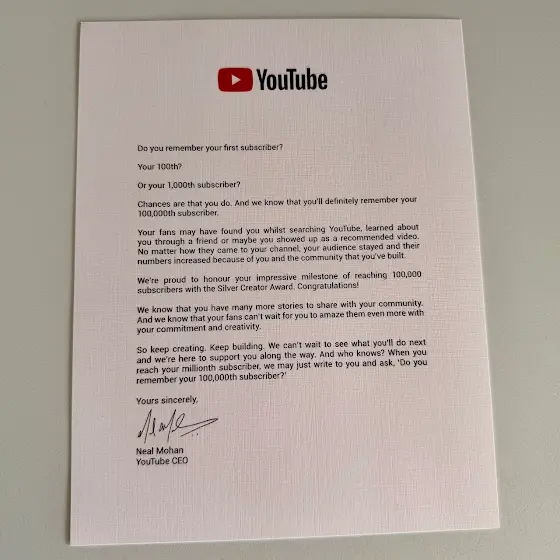 YouTube
Do you remember your first subscriber?
Your 100th?
Or your 1,000th subscriber?
Chances are that you do. And we know that you'll definitely remember your
100,000th subscriber.
Your fans may have found you whilst searching YouTube, learned about
you through a friend or maybe you showed up as a recommended video.
No matter how they came to your channel, your audience stayed and their
numbers increased because of you and the community that you've built.
We're proud to honour your impressive milestone of reaching 100,000
subscribers with the Silver Creator Award. Congratulations!
We know that you have many more stories to share with your community.
And we know that your fans can't wait for you to amaze them even more with
your commitment and creativity.
So keep creating. Keep building. We can't wait to see what you'll do next
and we're here to support you along the way. And who knows? When you
reach your millionth subscriber, we may just write to you and ask, 'Do you
remember your 100,000th subscriber?'
Yours sincerely,
Neal Mohan
YouTube CEO